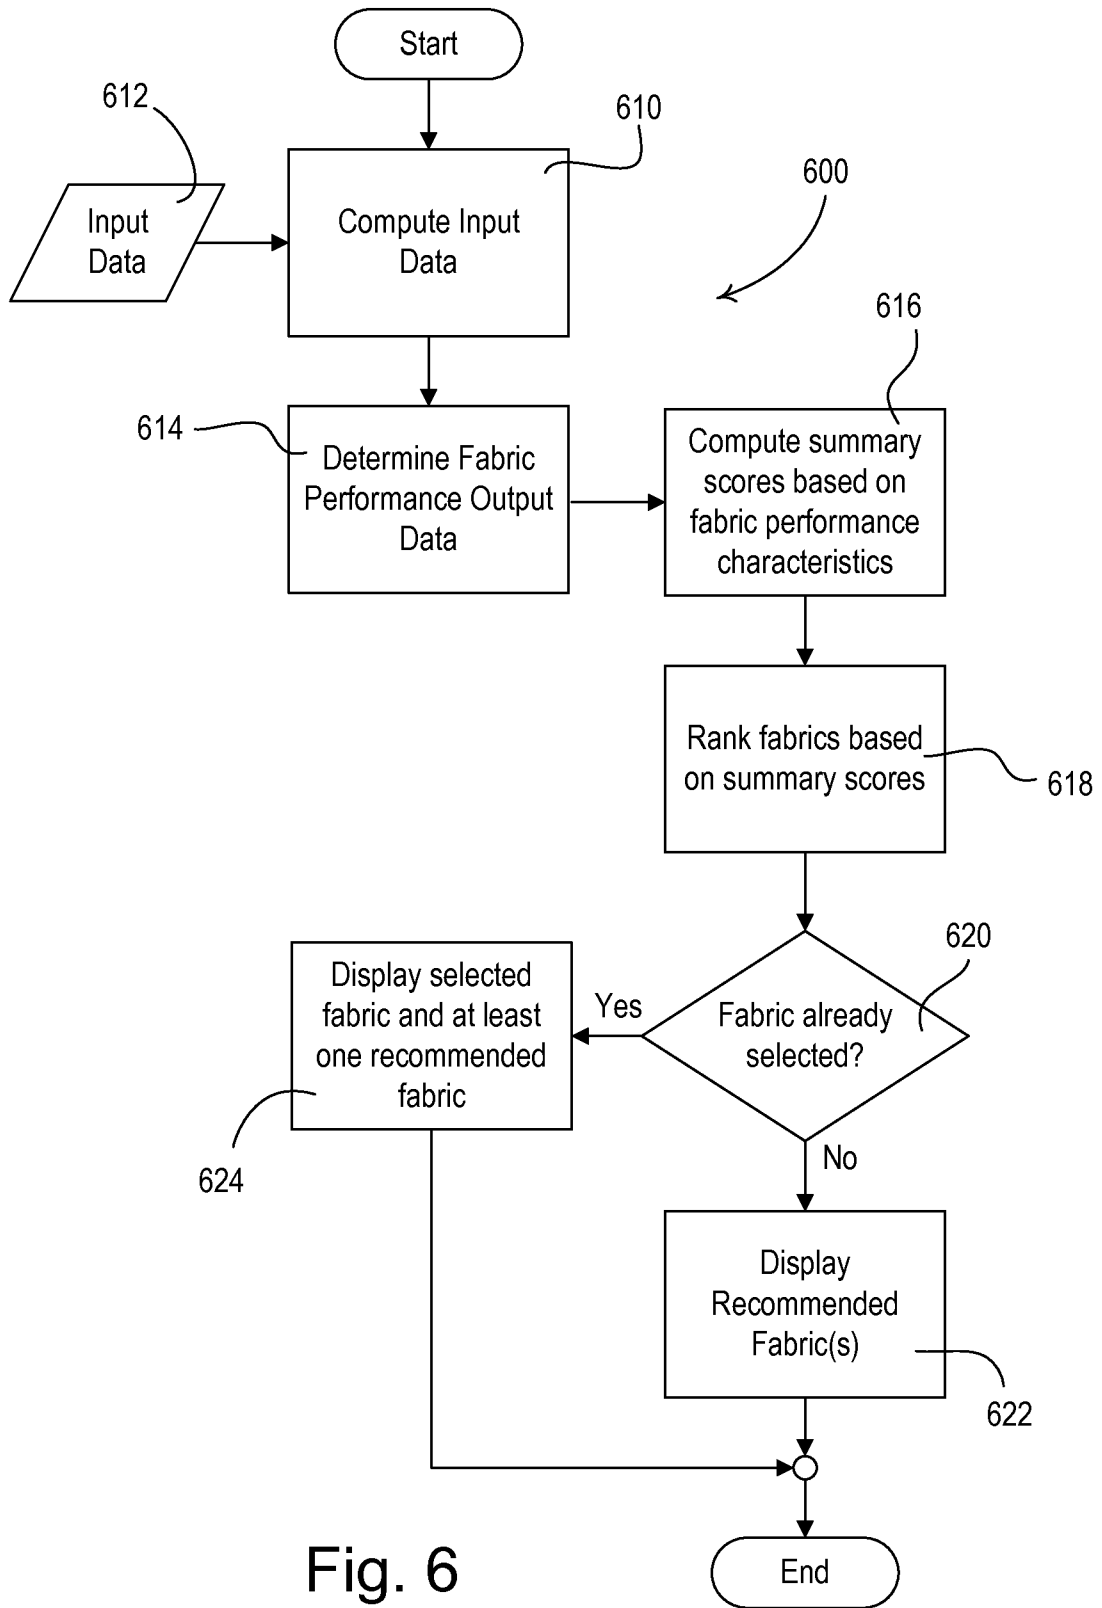 Start
612
610
600
Input
Data
Compute Input
Data
616
614
Determine Fabric
Performance Output
Data
Compute summary
scores based on
fabric performance
characteristics
Rank fabrics based
on summary scores
618
620
Display selected
fabric and at least
one recommended
fabric
Yes
Fabric already
selected?
624
No
Display
Recommended
Fabric(s)
622
Fig. 6
End